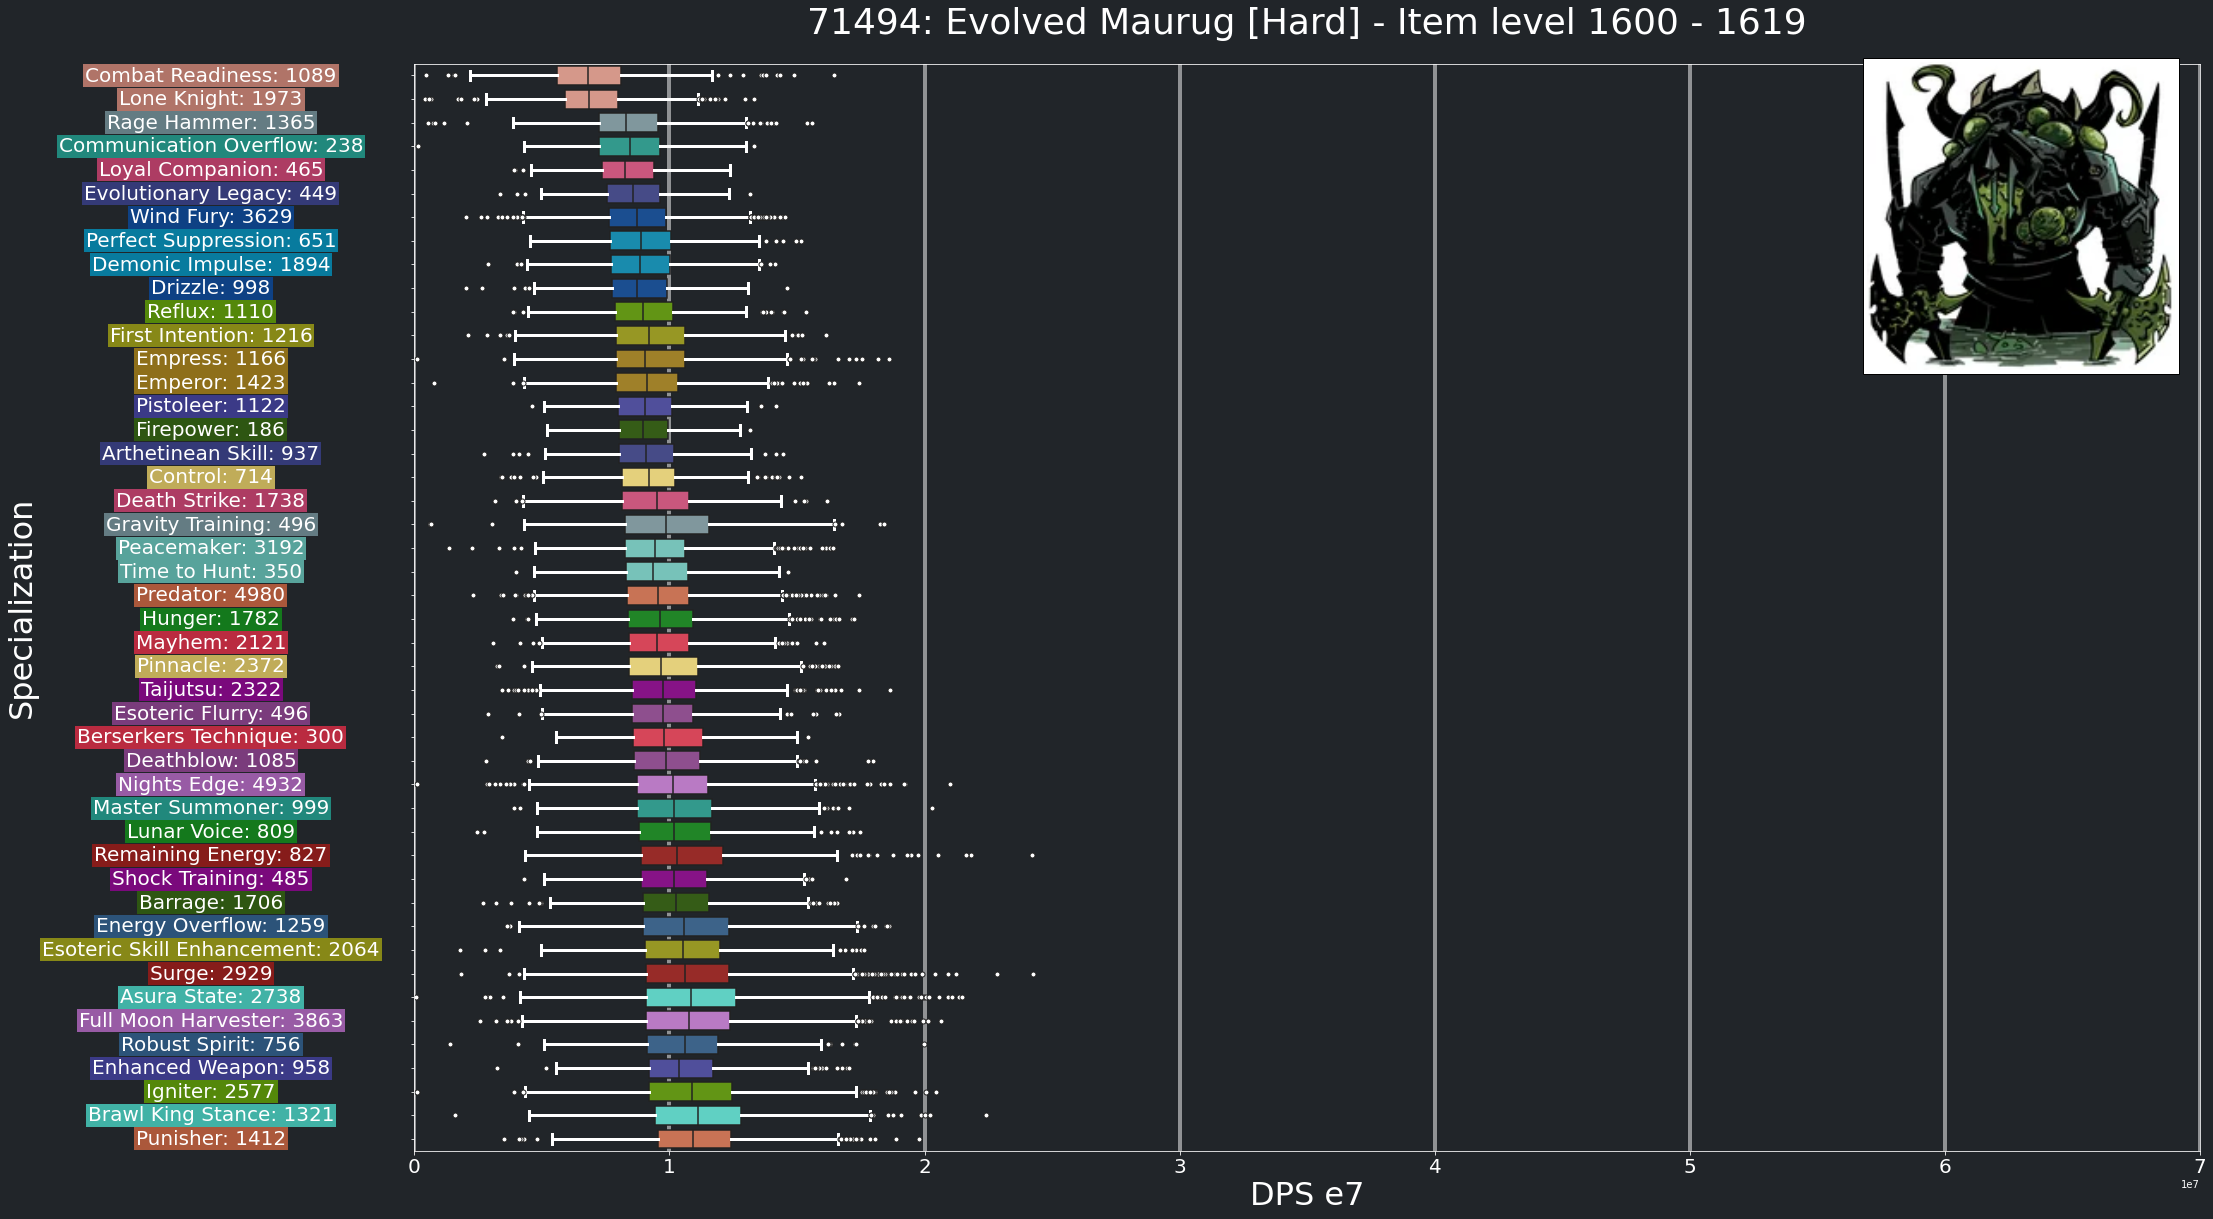 71494: Evolved Maurug [Hard] - Item level 1600 - 1619
Combat Readiness: 1089
Lone Knight: 1973
Rage Hammer: 1365
Communication Overflow: 238
Loyal Companion: 465
Evolutionary Legacy: 449
Wind Fury: 3629
Perfect Suppression: 651
Demonic Impulse: 1894
Drizzle: 998
Reflux: 1110
First Intention: 1216
Empress: 1166
Emperor: 1423
Pistoleer: 1122
Firepower: 186
Arthetinean Skill: 937
Control: 714
Death Strike: 1738
Gravity Training: 496
Peacemaker: 3192
Time to Hunt: 350
Predator: 4980
Hunger: 1782
Mayhem: 2121
Pinnacle: 2372
Taijutsu: 2322
Esoteric Flurry: 496
Berserkers Technique: 300
Deathblow: 1085
Nights Edge: 4932
Master Summoner: 999
Lunar Voice: 809
Remaining Energy: 827
Shock Training: 485
Barrage: 1706
Energy Overflow: 1259
Esoteric Skill Enhancement: 2064
Surge: 2929
Asura State: 2738
Full Moon Harvester: 3863
Robust Spirit: 756
Enhanced Weapon: 958
Igniter: 2577
Brawl King Stance: 1321
Punisher: 1412
Specialization
0 1 2 3 4 5 6 7
1e7
DPS e7